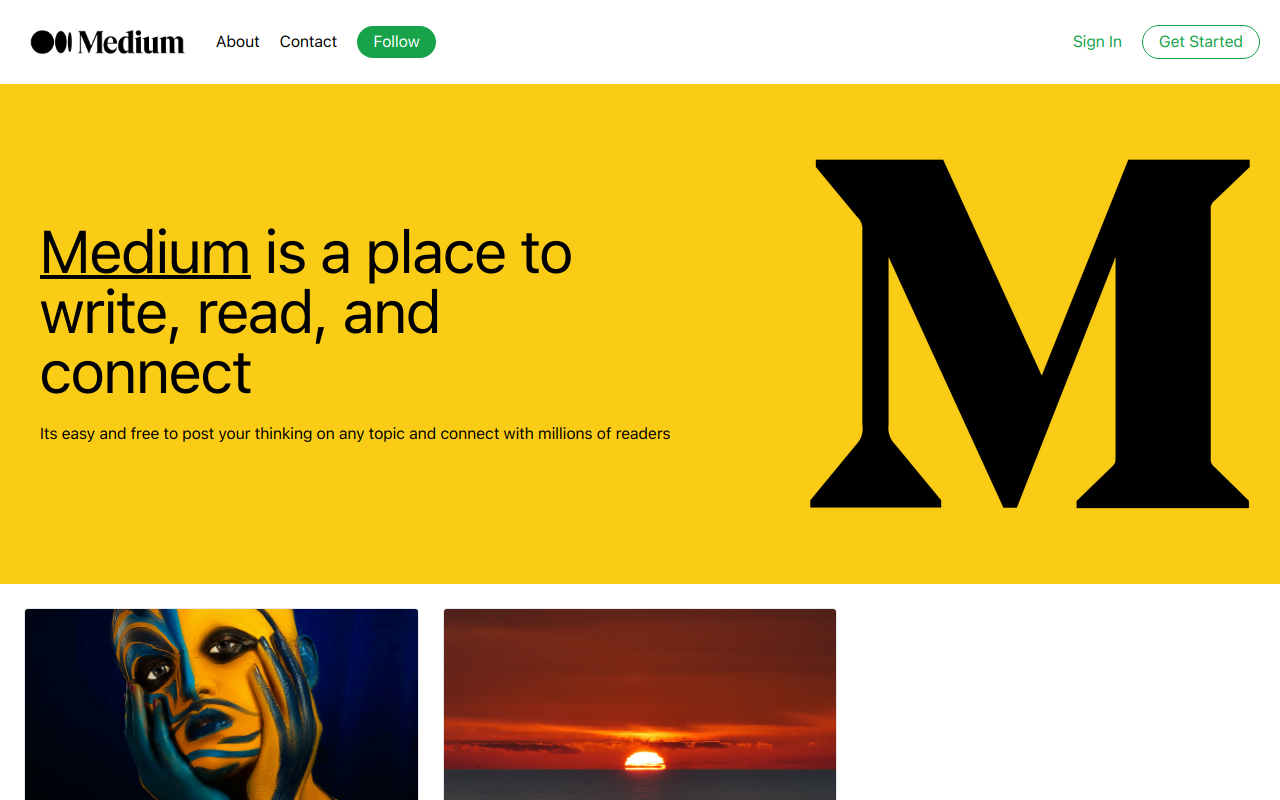 Medium About Contact Follow Sign In Get Started
Medium is a place to
write, read, and
connect
Its easy and free to post your thinking on any topic and connect with millions of readers
M